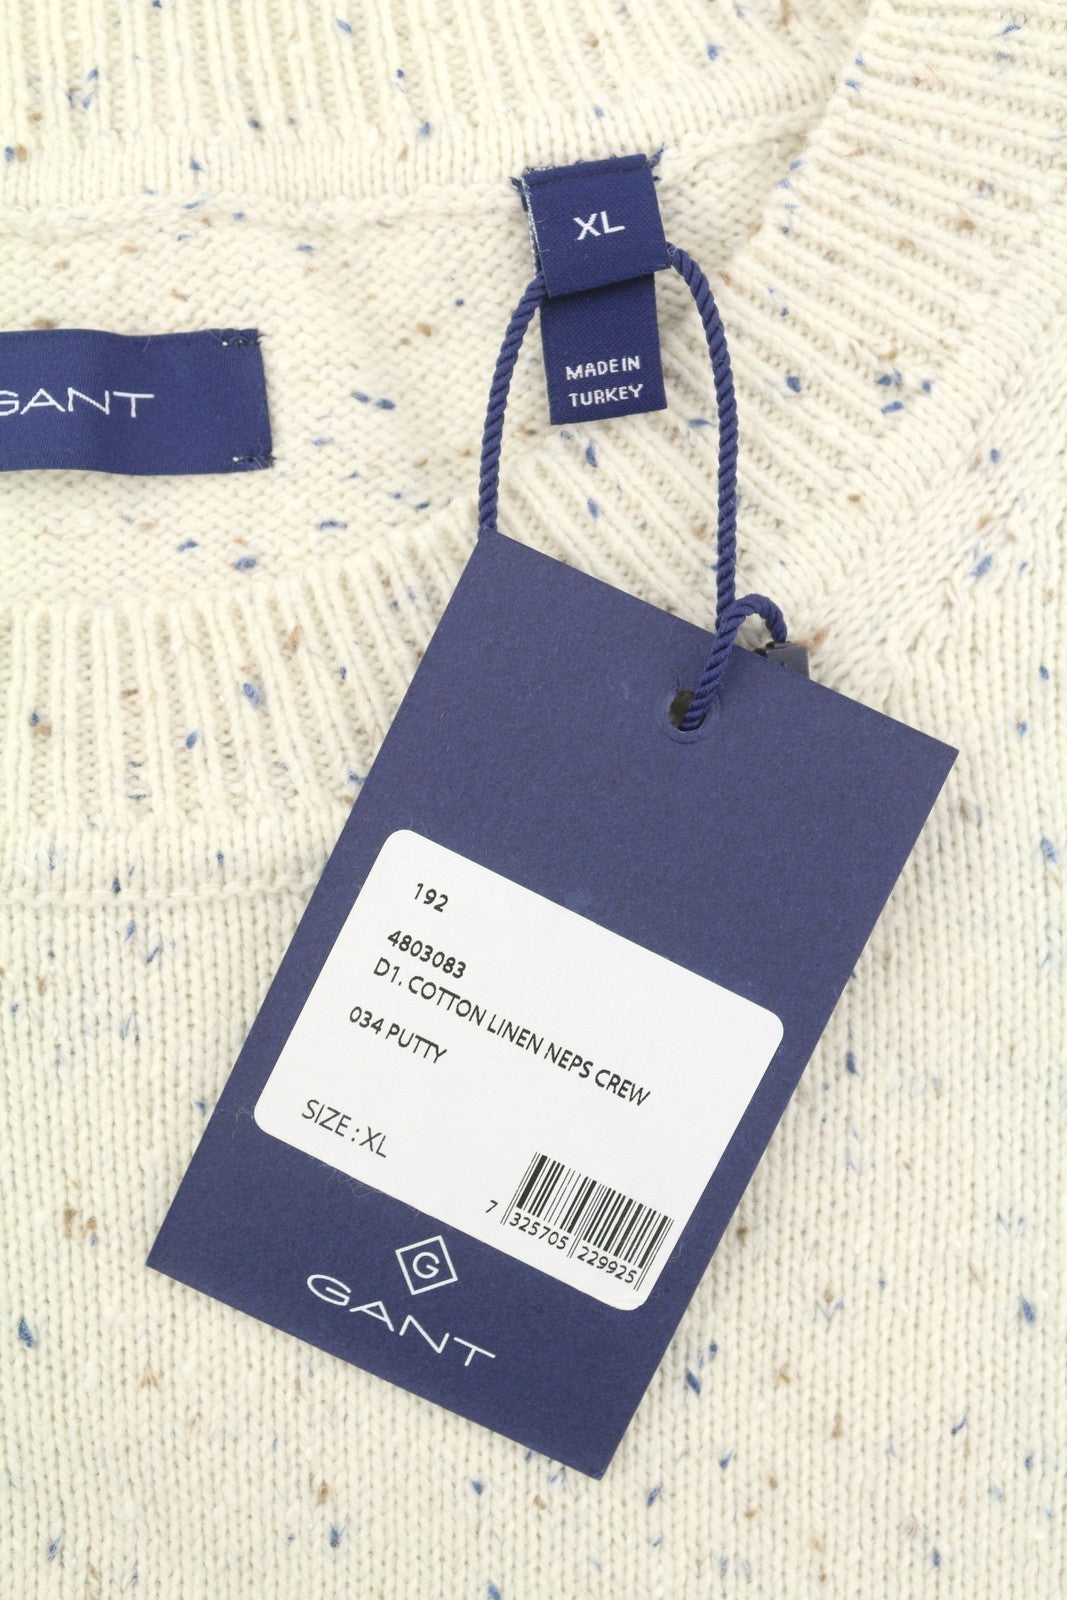 XL
MADE IN
TURKEY
GANT
192
4803083
D1. COTTON LINEN NEPS CREW
034 PUTTY
SIZE : XL
7 325705 229925
G
GANT